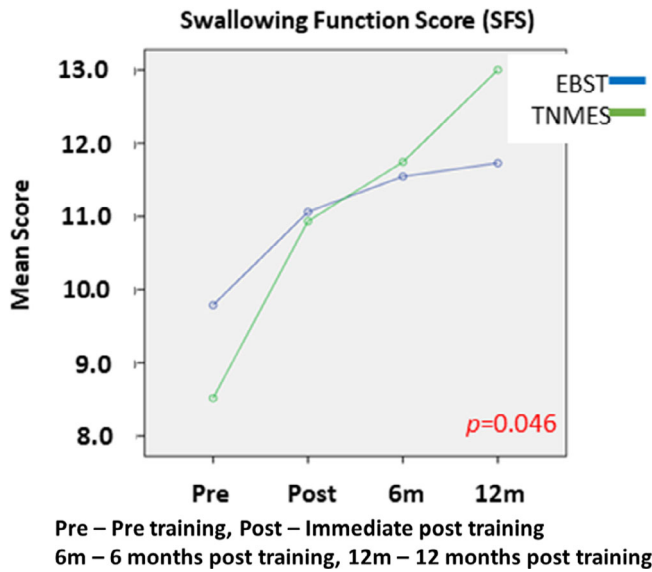 Swallowing Function Score (SFS)
EBST
TNMES
Mean Score
13.0
12.0
11.0
10.0
9.0
8.0
p=0.046
Pre Post 6m 12m
Pre – Pre training, Post – Immediate post training
6m – 6 months post training, 12m – 12 months post training